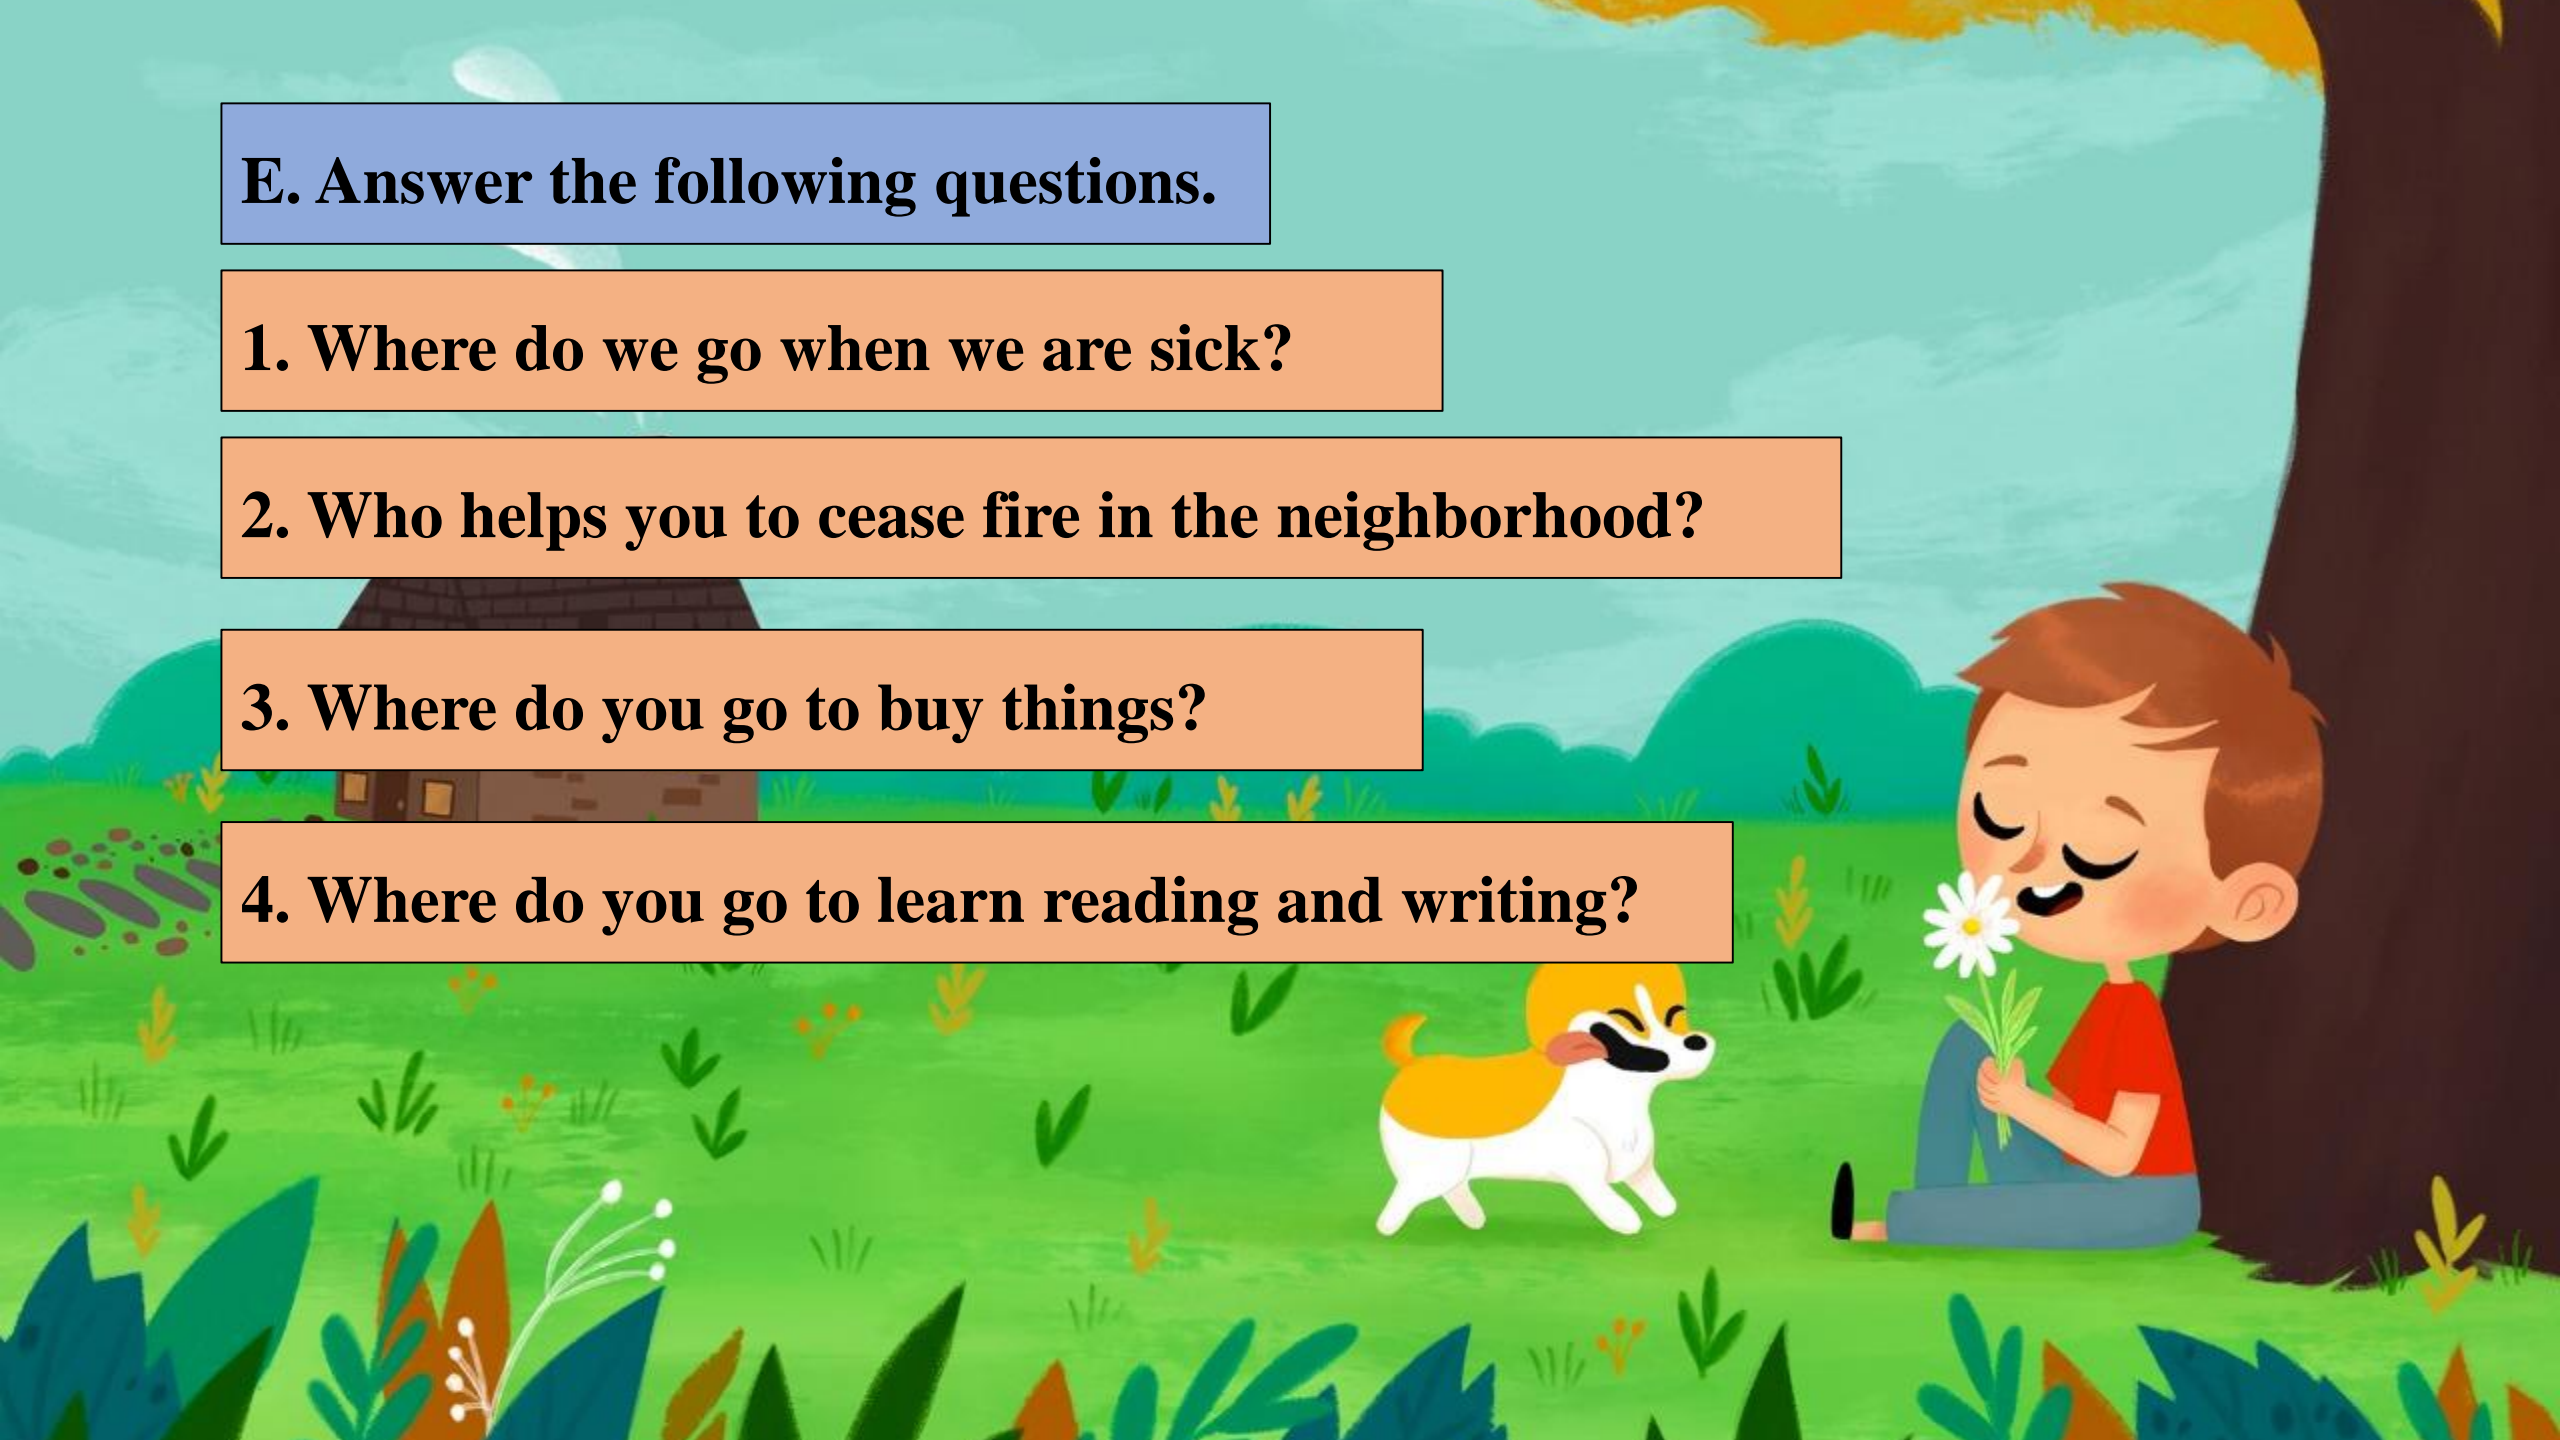 E. Answer the following questions.
1. Where do we go when we are sick?
2. Who helps you to cease fire in the neighborhood?
3. Where do you go to buy things?
4. Where do you go to learn reading and writing?